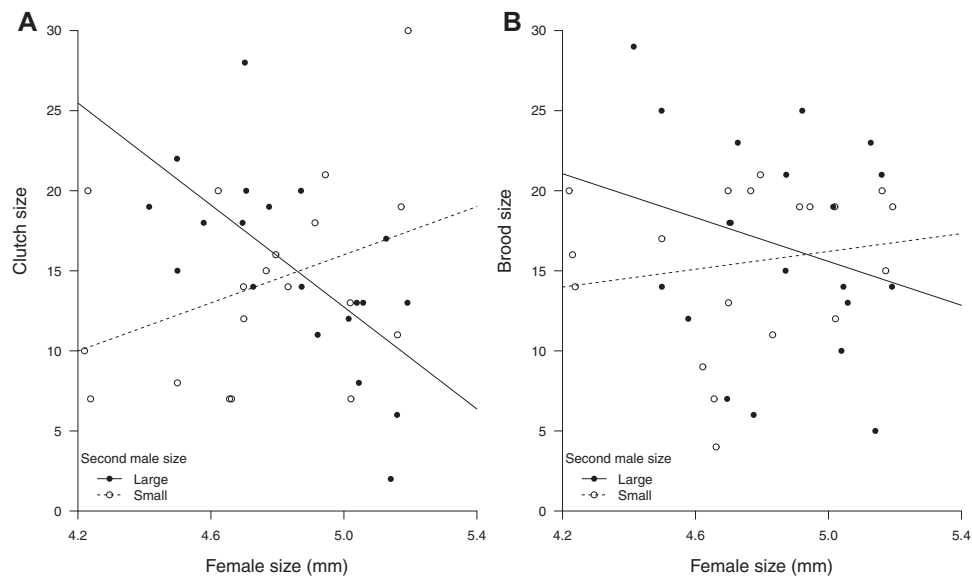 A
30
25
20
15
10
5
0
Clutch size
Second male size
Large
Small
4.2 4.6 5.0 5.4
Female size (mm)
B
30
25
20
15
10
5
0
Brood size
Second male size
Large
Small
4.2 4.6 5.0 5.4
Female size (mm)